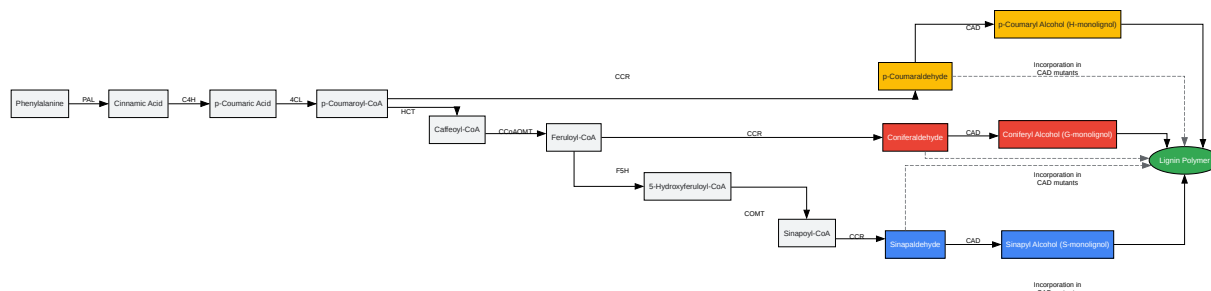 p-Coumaryl Alcohol (H-monolignol)
CAD
Incorporation in
CAD mutants
CCR
p-Coumaraldehyde
Phenylalanine
PAL
Cinnamic Acid
C4H
p-Coumaric Acid
4CL
p-Coumaroyl-CoA
HCT
Caffeoyl-CoA
CCoAOMT
Feruloyl-CoA
CCR
Coniferaldehyde
CAD
Coniferyl Alcohol (G-monolignol)
Lignin Polymer
F5H
5-Hydroxyferuloyl-CoA
Incorporation in
CAD mutants
COMT
Sinapoyl-CoA
CCR
Sinapaldehyde
CAD
Sinapyl Alcohol (S-monolignol)
Incorporation in
CAD mutants